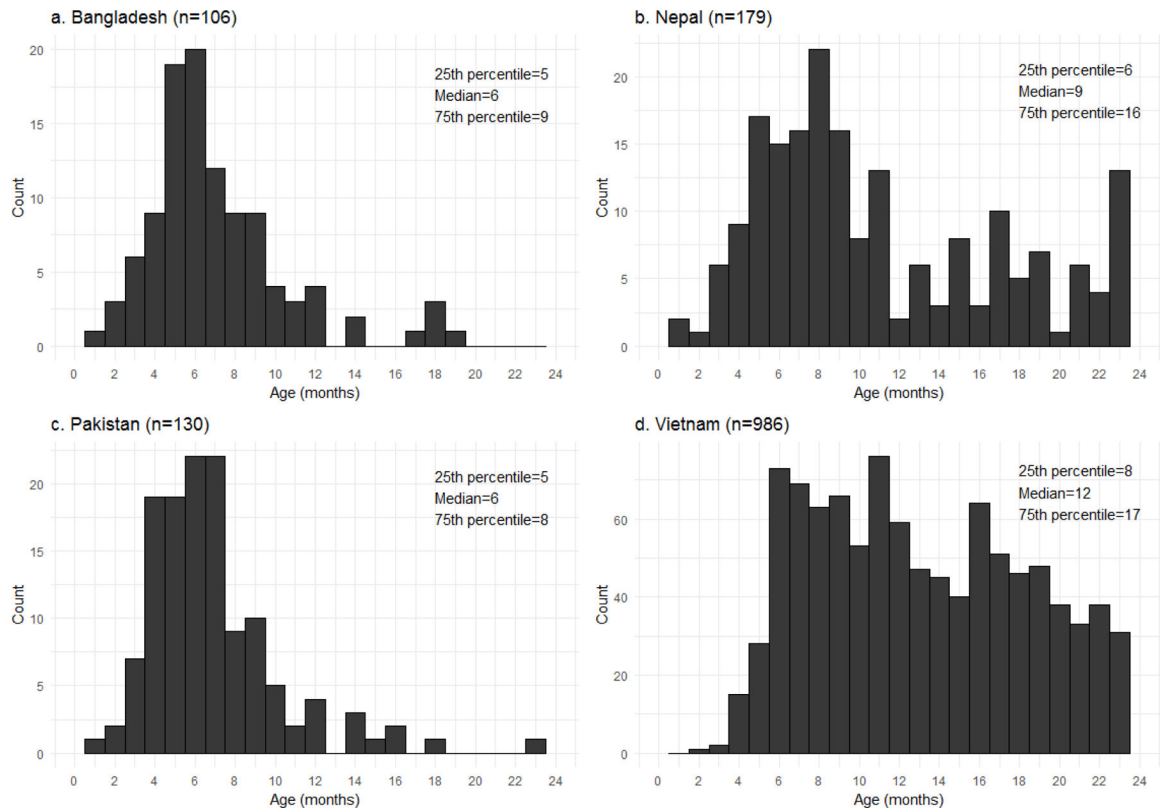 a. Bangladesh (n=106)
25th percentile=5
Median=6
75th percentile=9
Count
20
15
10
5
0
0 2 4 6 8 10 12 14 16 18 20 22 24
Age (months)
b. Nepal (n=179)
25th percentile=6
Median=9
75th percentile=16
Count
20
15
10
5
0
0 2 4 6 8 10 12 14 16 18 20 22 24
Age (months)
c. Pakistan (n=130)
25th percentile=5
Median=6
75th percentile=8
Count
20
15
10
5
0
0 2 4 6 8 10 12 14 16 18 20 22 24
Age (months)
d. Vietnam (n=986)
25th percentile=8
Median=12
75th percentile=17
Count
60
40
20
0
0 2 4 6 8 10 12 14 16 18 20 22 24
Age (months)